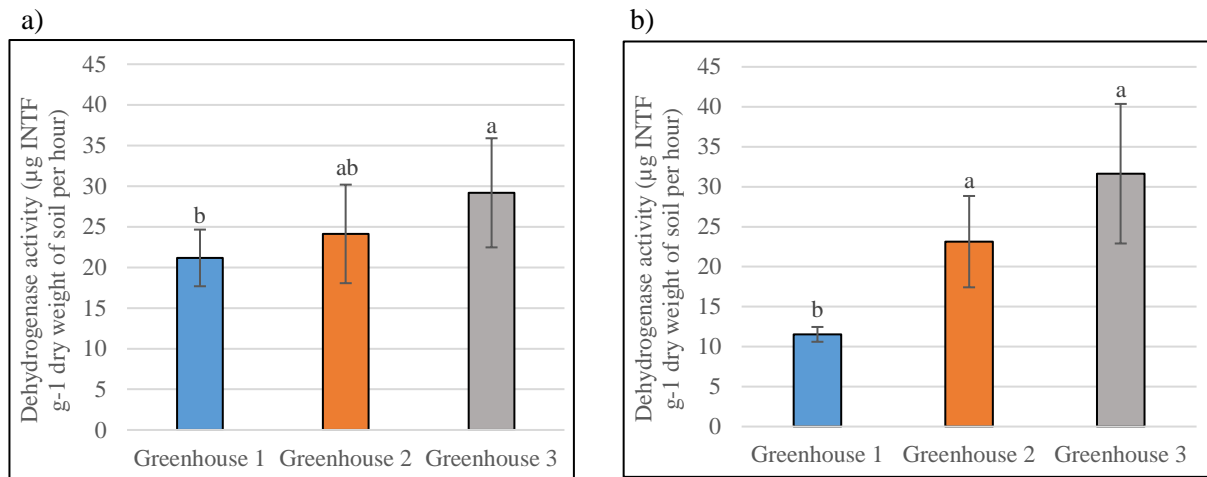 a)
Dehydrogenase activity (µg INTF
g-1 dry weight of soil per hour)
45
40
35
30
25
20
15
10
5
0
b
ab
a
Greenhouse 1
Greenhouse 2
Greenhouse 3
b)
Dehydrogenase activity (µg INTF
g-1 dry weight of soil per hour)
45
40
35
30
25
20
15
10
5
0
b
a
a
Greenhouse 1
Greenhouse 2
Greenhouse 3